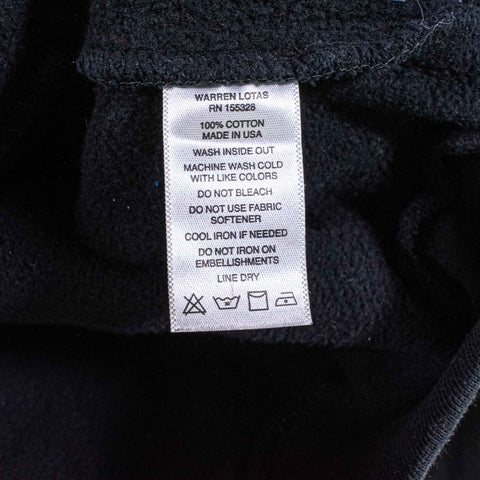 WARREN LOTAS
RN 155328
100% COTTON
MADE IN USA
WASH INSIDE OUT
MACHINE WASH COLD
WITH LIKE COLORS
DO NOT BLEACH
DO NOT USE FABRIC
SOFTENER
COOL IRON IF NEEDED
DO NOT IRON ON
EMBELLISHMENTS
LINE DRY